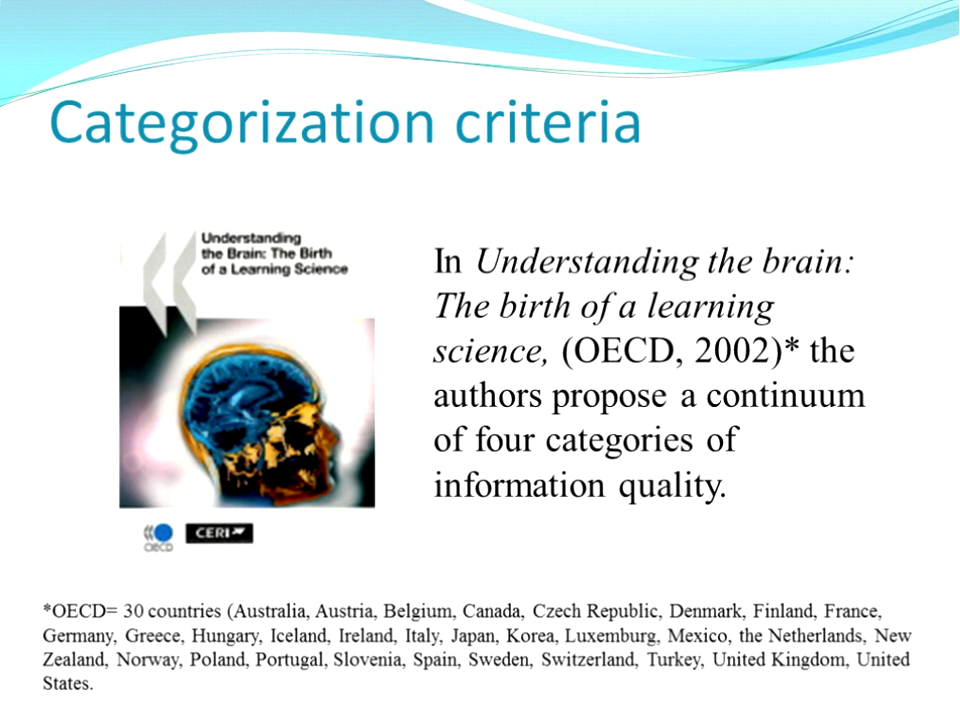 Categorization criteria
Understanding
the Brain: The Birth
of a Learning Science
In Understanding the brain:
The birth of a learning
science, (OECD, 2002)* the
authors propose a continuum
of four categories of
information quality.
OECD
CERI
*OECD= 30 countries (Australia, Austria, Belgium, Canada, Czech Republic, Denmark, Finland, France,
Germany, Greece, Hungary, Iceland, Ireland, Italy, Japan, Korea, Luxemburg, Mexico, the Netherlands, New
Zealand, Norway, Poland, Portugal, Slovenia, Spain, Sweden, Switzerland, Turkey, United Kingdom, United
States.